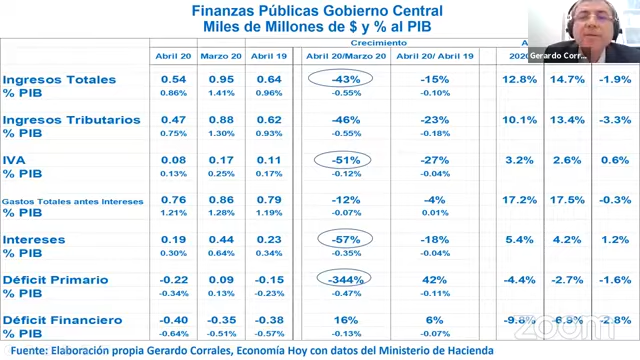 Finanzas Públicas Gobierno Central
Miles de Millones de $ y % al PIB
Crecimiento
Abril 20 Marzo 20 Abril 19 Abril 20/Marzo 20 Abril 20/ Abril 19 2020
Gerardo Corr...
Ingresos Totales 0.54 0.95 0.64 -43% -15% 12.8% 14.7% -1.9%
% PIB 0.86% 1.41% 0.96% -0.55% -0.10%
Ingresos Tributarios 0.47 0.88 0.62 -46% -23% 10.1% 13.4% -3.3%
% PIB 0.75% 1.30% 0.93% -0.55% -0.18%
IVA 0.08 0.17 0.11 -51% -27% 3.2% 2.6% 0.6%
% PIB 0.13% 0.25% 0.17% -0.12% -0.04%
Gastos Totales antes Intereses 0.76 0.86 0.79 -12% -4% 17.2% 17.5% -0.3%
% PIB 1.21% 1.28% 1.19% -0.07% 0.01%
Intereses 0.19 0.44 0.23 -57% -18% 5.4% 4.2% 1.2%
% PIB 0.30% 0.64% 0.34% -0.35% -0.04%
Déficit Primario -0.22 0.09 -0.15 -344% 42% -4.4% -2.7% -1.6%
% PIB -0.34% 0.13% -0.23% -0.47% -0.11%
Déficit Financiero -0.40 -0.35 -0.38 16% 6% -9.6% -6.9% -2.8%
% PIB -0.64% -0.51% -0.57% -0.13% -0.07%
zoom
Fuente: Elaboración propia Gerardo Corrales, Economía Hoy con datos del Ministerio de Hacienda